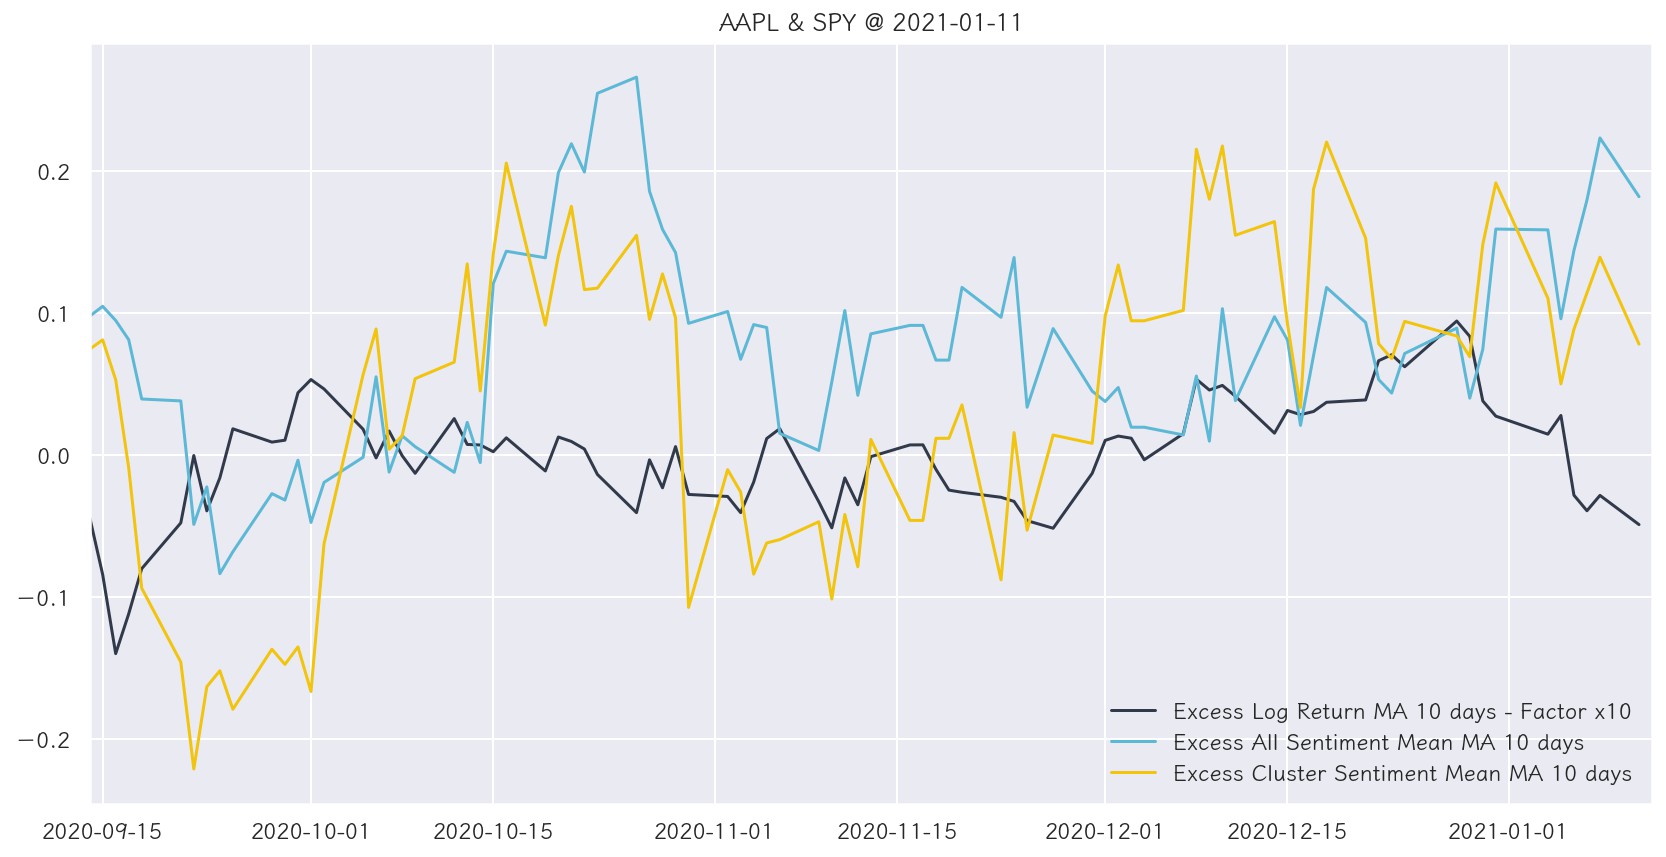 AAPL & SPY @ 2021-01-11
0.2
0.1
0.0
−0.1
−0.2
Excess Log Return MA 10 days - Factor x10
Excess All Sentiment Mean MA 10 days
Excess Cluster Sentiment Mean MA 10 days
2020-09-15 2020-10-01 2020-10-15 2020-11-01 2020-11-15 2020-12-01 2020-12-15 2021-01-01